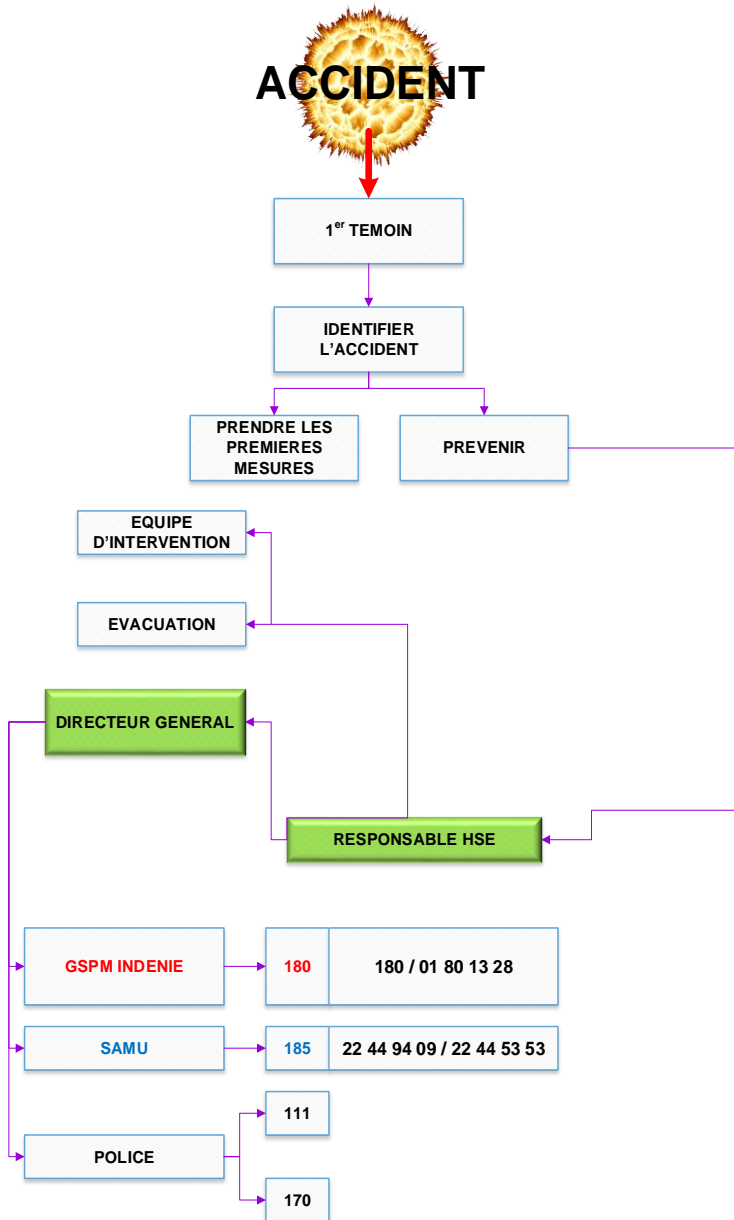 ACCIDENT
1er TEMOIN
IDENTIFIER
L’ACCIDENT
PRENDRE LES
PREMIERES
MESURES
PREVENIR
EQUIPE
D’INTERVENTION
EVACUATION
DIRECTEUR GENERAL
RESPONSABLE HSE
GSPM INDENIE
180
180 / 01 80 13 28
SAMU
185
22 44 94 09 / 22 44 53 53
111
POLICE
170